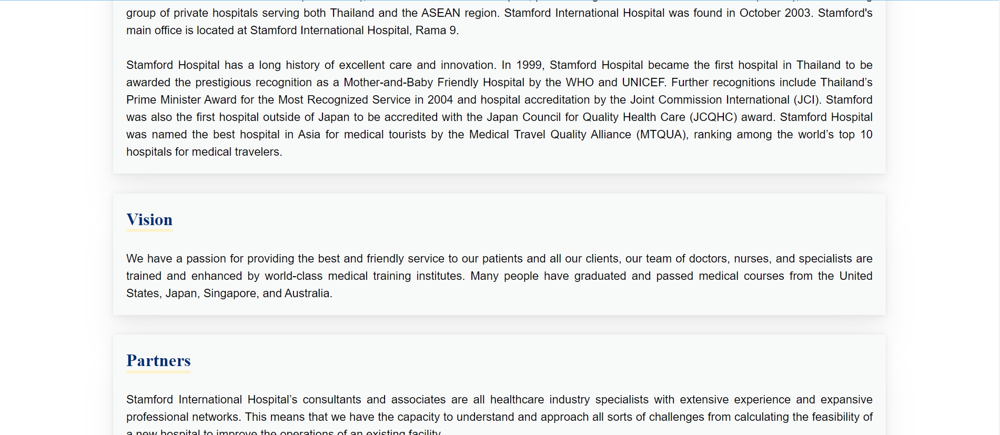 group of private hospitals serving both Thailand and the ASEAN region. Stamford International Hospital was found in October 2003. Stamford's
main office is located at Stamford International Hospital, Rama 9.
Stamford Hospital has a long history of excellent care and innovation. In 1999, Stamford Hospital became the first hospital in Thailand to be
awarded the prestigious recognition as a Mother-and-Baby Friendly Hospital by the WHO and UNICEF. Further recognitions include Thailand’s
Prime Minister Award for the Most Recognized Service in 2004 and hospital accreditation by the Joint Commission International (JCI). Stamford
was also the first hospital outside of Japan to be accredited with the Japan Council for Quality Health Care (JCQHC) award. Stamford Hospital
was named the best hospital in Asia for medical tourists by the Medical Travel Quality Alliance (MTQUA), ranking among the world’s top 10
hospitals for medical travelers.
Vision
We have a passion for providing the best and friendly service to our patients and all our clients, our team of doctors, nurses, and specialists are
trained and enhanced by world-class medical training institutes. Many people have graduated and passed medical courses from the United
States, Japan, Singapore, and Australia.
Partners
Stamford International Hospital’s consultants and associates are all healthcare industry specialists with extensive experience and expansive
professional networks. This means that we have the capacity to understand and approach all sorts of challenges from calculating the feasibility of
a new hospital to improve the operations of an existing facility.